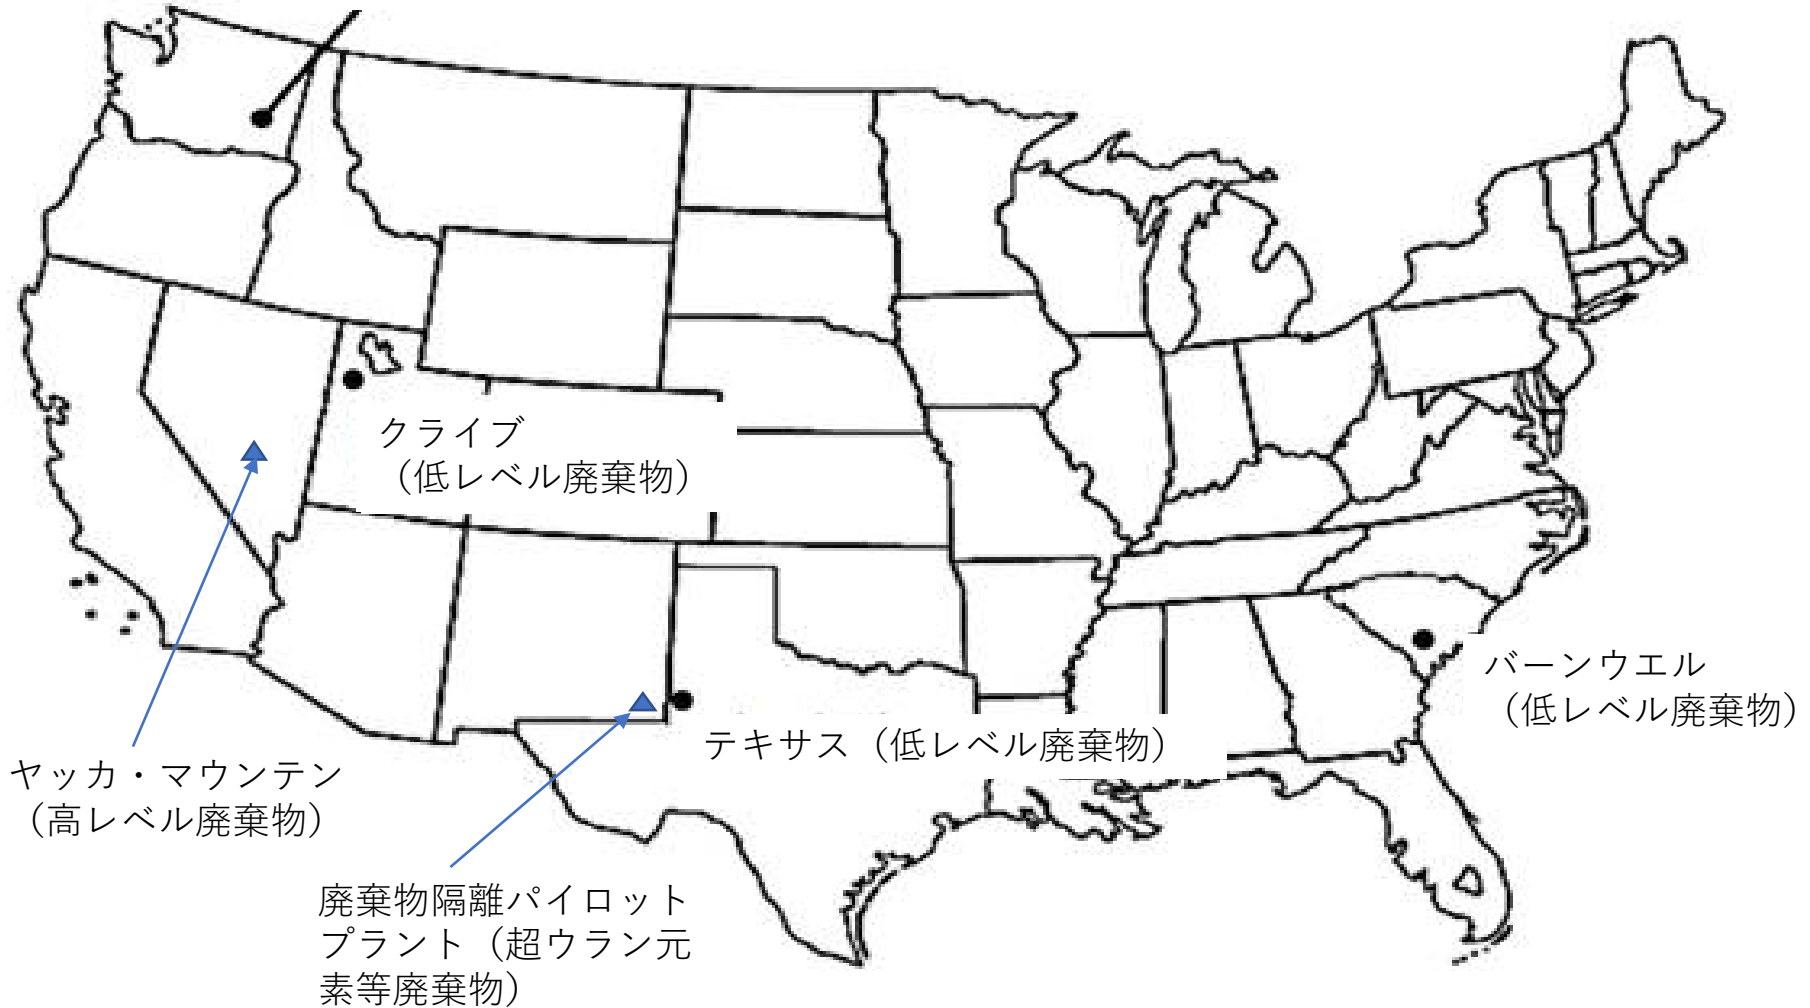 クライブ
（低レベル廃棄物）
バーンウエル
（低レベル廃棄物）
テキサス（低レベル廃棄物）
ヤッカ・マウンテン
（高レベル廃棄物）
廃棄物隔離パイロット
プラント（超ウラン元
素等廃棄物）